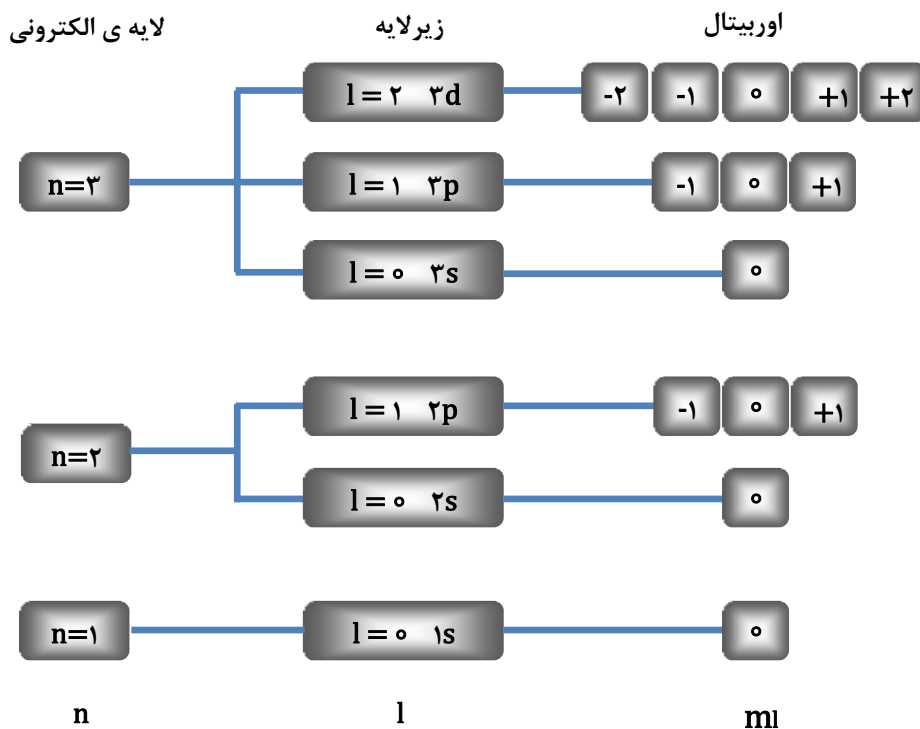 لایه ی الکترونی زیرلایه اوربیتال
l = ۲ ۳d -۲ -۱ ۰ +۱ +۲
n=۳ l = ۱ ۳p -۱ ۰ +۱
l = ۰ ۳s ۰
l = ۱ ۲p -۱ ۰ +۱
n=۲
l = ۰ ۲s ۰
n=۱ l = ۰ ۱s ۰
n l ml